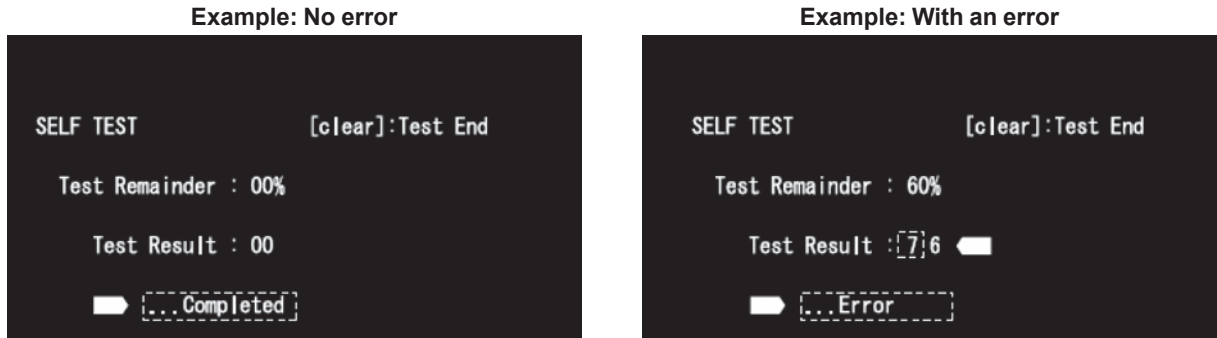 Example: No error
SELF TEST [clear]:Test End
Test Remainder : 00%
Test Result : 00
...Completed
Example: With an error
SELF TEST [clear]:Test End
Test Remainder : 60%
Test Result : 76
...Error